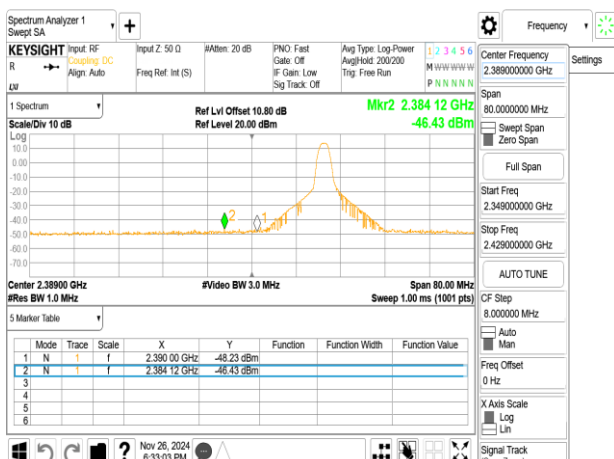 Spectrum Analyzer 1
Swept SA
+
Frequency
KEYSIGHT
R
Input: RF
Coupling: DC
Align: Auto
Input Z: 50 Ω
Freq Ref: Int (S)
#Atten: 20 dB
PNO: Fast
Gate: Off
IF Gain: Low
Sig Track: Off
Avg Type: Log-Power
Avg|Hold: 200/200
Trig: Free Run
1 2 3 4 5 6
M W W W W W
P N N N N N
1 Spectrum
Scale/Div 10 dB
Ref Lvl Offset 10.80 dB
Ref Level 20.00 dBm
Mkr2 2.384 12 GHz
-46.43 dBm
Log
10.0
0.00
-10.0
-20.0
-30.0
-40.0
-50.0
-60.0
-70.0
2
1
Center 2.38900 GHz
#Res BW 1.0 MHz
#Video BW 3.0 MHz
Span 80.00 MHz
Sweep 1.00 ms (1001 pts)
5 Marker Table
Mode Trace Scale X Y Function Function Width Function Value
1 N 1 f 2.390 00 GHz -48.23 dBm
2 N 1 f 2.384 12 GHz -46.43 dBm
3
4
5
6
?
Nov 26, 2024
6:33:03 PM
Center Frequency
2.389000000 GHz
Settings
Span
80.0000000 MHz
Swept Span
Zero Span
Full Span
Start Freq
2.349000000 GHz
Stop Freq
2.429000000 GHz
AUTO TUNE
CF Step
8.000000 MHz
Auto
Man
Freq Offset
0 Hz
X Axis Scale
Log
Lin
Signal Track